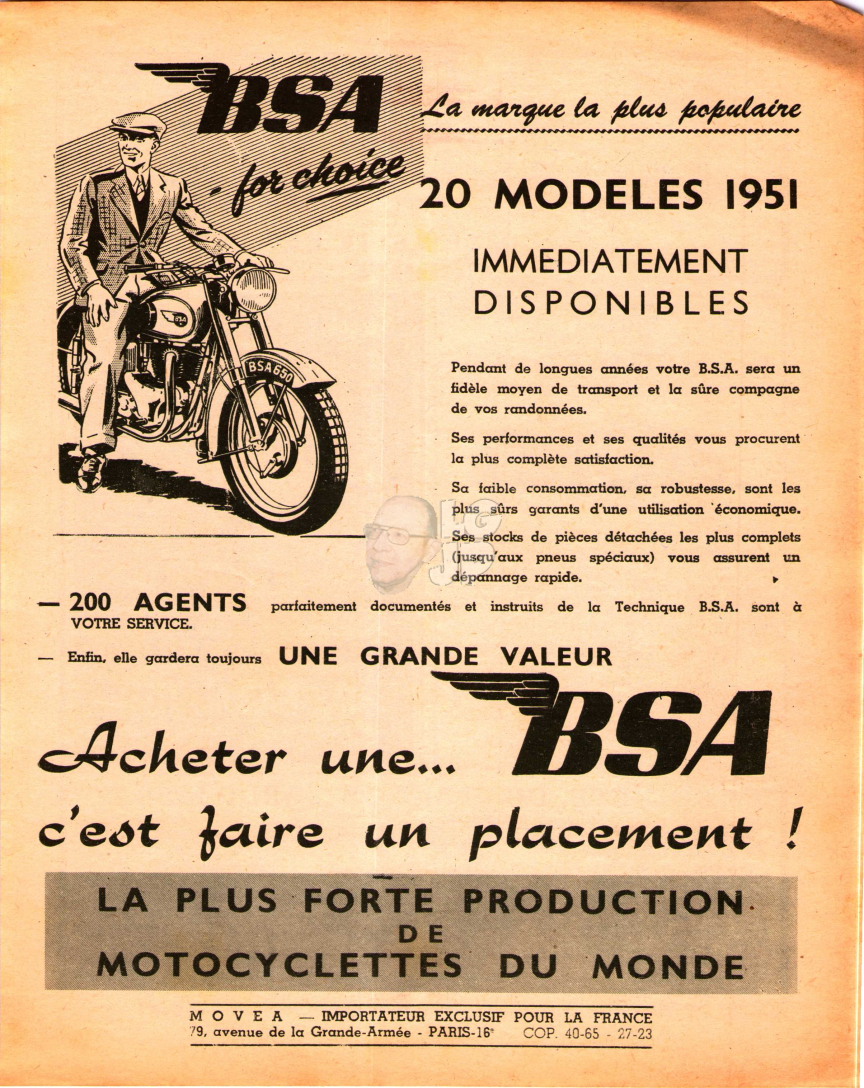 BSA
- for choice
La marque la plus populaire
20 MODELES 1951
IMMEDIATEMENT
DISPONIBLES
BSA
BSA 650
Pendant de longues années votre B.S.A. sera un
fidèle moyen de transport et la sûre compagne
de vos randonnées.
Ses performances et ses qualités vous procurent
la plus complète satisfaction.
Sa faible consommation, sa robustesse, sont les
plus sûrs garants d'une utilisation économique.
Ses stocks de pièces détachées les plus complets
(jusqu'aux pneus spéciaux) vous assurent un
dépannage rapide.
— 200 AGENTS parfaitement documentés et instruits de la Technique B.S.A. sont à
VOTRE SERVICE.
— Enfin, elle gardera toujours UNE GRANDE VALEUR
Acheter une... BSA
c'est faire un placement !
LA PLUS FORTE PRODUCTION
DE
MOTOCYCLETTES DU MONDE
MOVEA — IMPORTATEUR EXCLUSIF POUR LA FRANCE
79, avenue de la Grande-Armée - PARIS-16e COP. 40-65 - 27-23